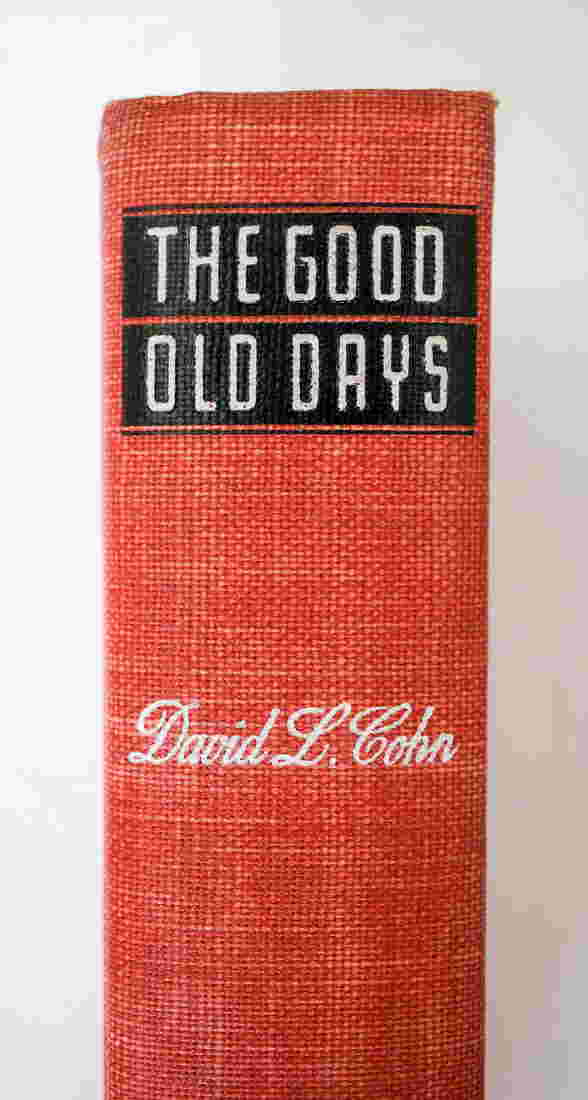 THE GOOD
OLD DAYS
David L. Cohn